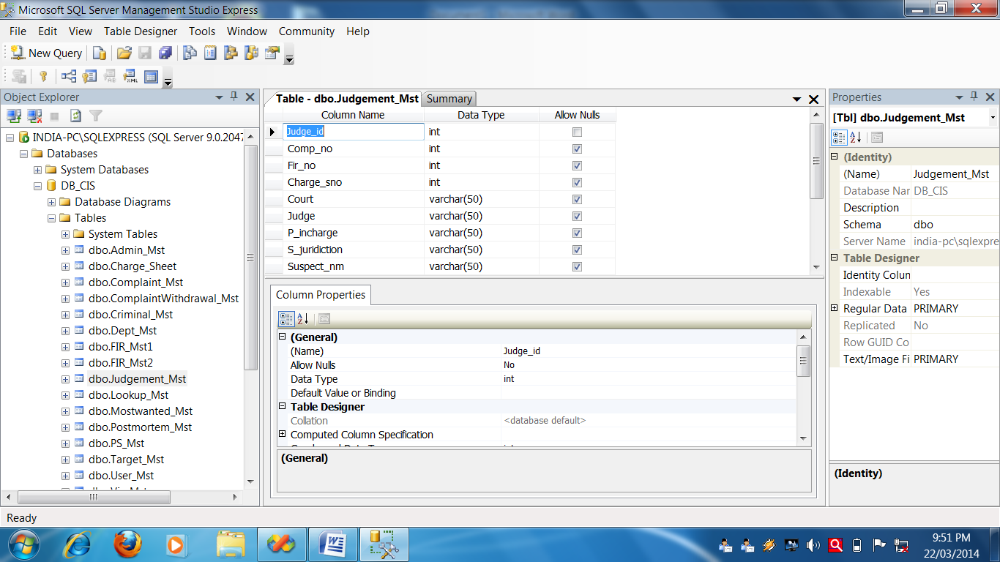 Microsoft SQL Server Management Studio Express
File Edit View Table Designer Tools Window Community Help
New Query
Object Explorer
INDIA-PC\SQLEXPRESS (SQL Server 9.0.2047
Databases
System Databases
DB_CIS
Database Diagrams
Tables
System Tables
dbo.Admin_Mst
dbo.Charge_Sheet
dbo.Complaint_Mst
dbo.ComplaintWithdrawal_Mst
dbo.Criminal_Mst
dbo.Dept_Mst
dbo.FIR_Mst1
dbo.FIR_Mst2
dbo.Judgement_Mst
dbo.Lookup_Mst
dbo.Mostwanted_Mst
dbo.Postmortem_Mst
dbo.PS_Mst
dbo.Target_Mst
dbo.User_Mst
Table - dbo.Judgement_Mst Summary
Column Name Data Type Allow Nulls
Judge_id int
Comp_no int
Fir_no int
Charge_sno int
Court varchar(50)
Judge varchar(50)
P_incharge varchar(50)
S_juridiction varchar(50)
Suspect_nm varchar(50)
Column Properties
(General)
(Name) Judge_id
Allow Nulls No
Data Type int
Default Value or Binding
Table Designer
Collation <database default>
Computed Column Specification
(General)
Properties
[Tbl] dbo.Judgement_Mst
(Identity)
(Name) Judgement_Mst
Database Nar DB_CIS
Description
Schema dbo
Server Name india-pc\sqlexpre
Table Designer
Identity Colun
Indexable Yes
Regular Data PRIMARY
Replicated No
Row GUID Co
Text/Image Fi PRIMARY
(Identity)
Ready
9:51 PM
22/03/2014